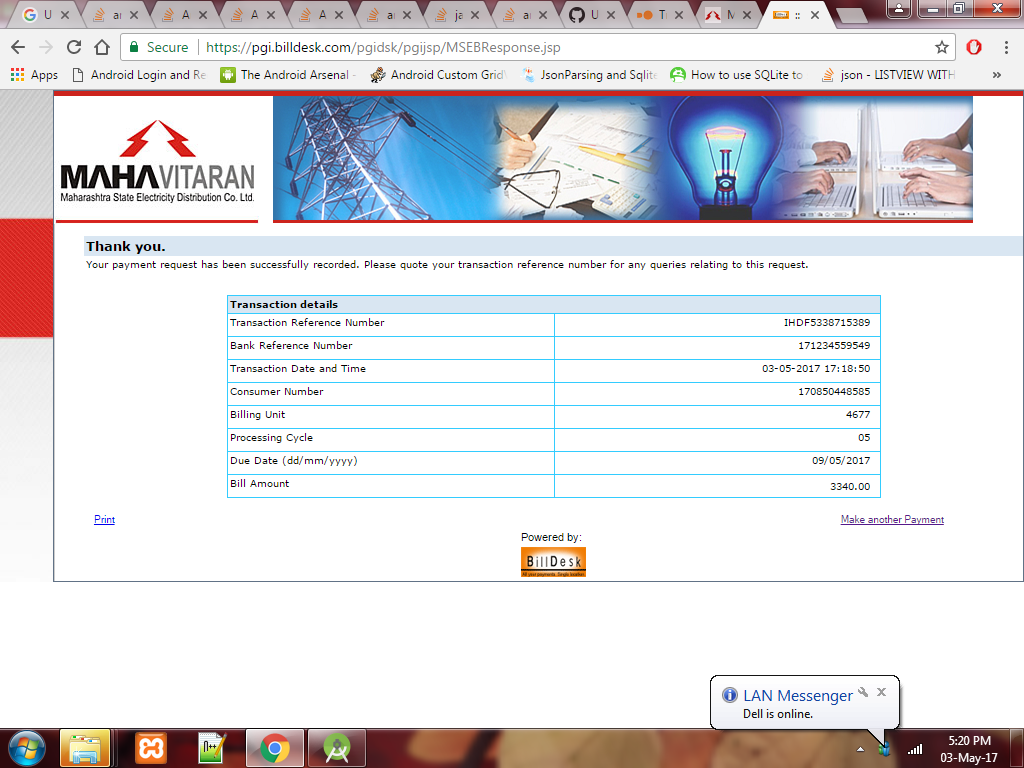 U
ar
A
A
A
ar
ja
ar
U
Tr
M
::
Secure
https://pgi.billdesk.com/pgidsk/pgijsp/MSEBResponse.jsp
Apps
Android Login and Re
The Android Arsenal -
Android Custom Grid
JsonParsing and Sqlite
How to use SQLite to
json - LISTVIEW WITH
»
MAHAVITARAN
Maharashtra State Electricity Distribution Co. Ltd.
Thank you.
Your payment request has been successfully recorded. Please quote your transaction reference number for any queries relating to this request.
Transaction details
Transaction Reference Number IHDF5338715389
Bank Reference Number 171234559549
Transaction Date and Time 03-05-2017 17:18:50
Consumer Number 170850448585
Billing Unit 4677
Processing Cycle 05
Due Date (dd/mm/yyyy) 09/05/2017
Bill Amount 3340.00
Print Make another Payment
Powered by:
BillDesk
All your payments. Single location
LAN Messenger
Dell is online.
5:20 PM
03-May-17